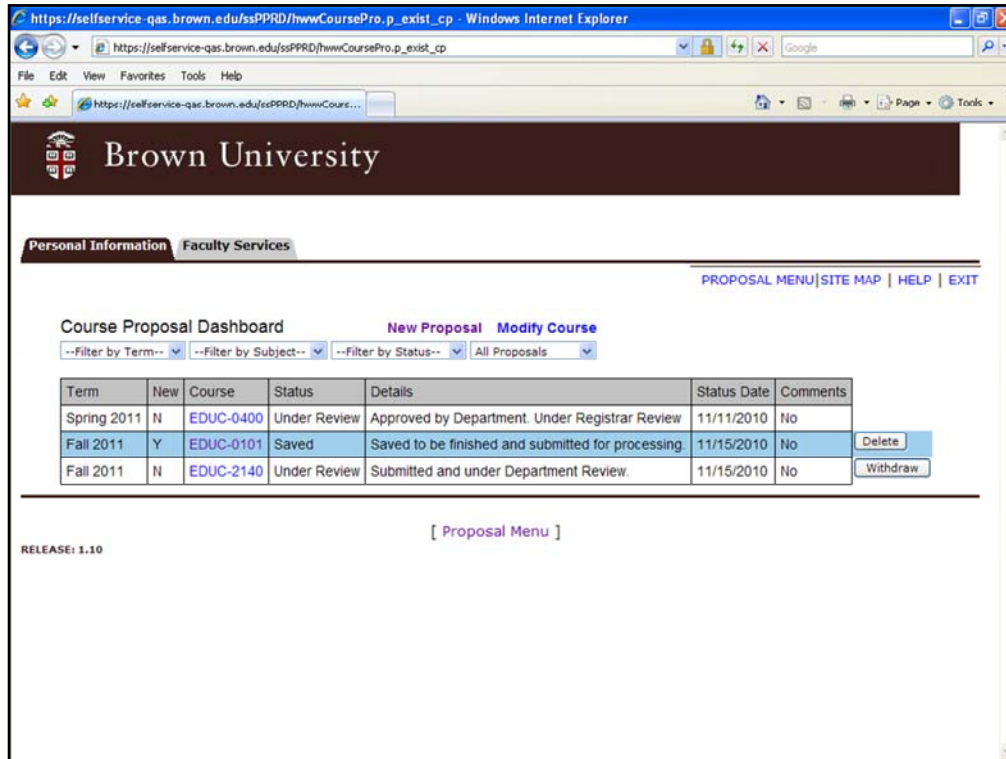 https://selfservice-qas.brown.edu/ssPPRD/hwwCoursePro.p_exist_cp - Windows Internet Explorer
https://selfservice-qas.brown.edu/ssPPRD/hwwCoursePro.p_exist_cp Google
File Edit View Favorites Tools Help
https://selfservice-qas.brown.edu/ssPPRD/hwwCours... Page Tools
Brown University
Personal Information Faculty Services
PROPOSAL MENU|SITE MAP | HELP | EXIT
Course Proposal Dashboard New Proposal Modify Course
--Filter by Term-- --Filter by Subject-- --Filter by Status-- All Proposals
Term New Course Status Details Status Date Comments
Spring 2011 N EDUC-0400 Under Review Approved by Department. Under Registrar Review 11/11/2010 No
Fall 2011 Y EDUC-0101 Saved Saved to be finished and submitted for processing. 11/15/2010 No Delete
Fall 2011 N EDUC-2140 Under Review Submitted and under Department Review. 11/15/2010 No Withdraw
[ Proposal Menu ]
RELEASE: 1.10